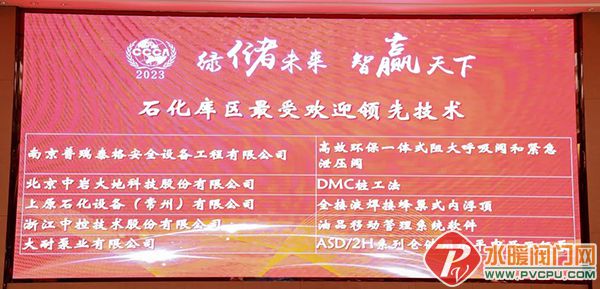 CCCA
2023
绿储未来 智赢天下
石化库区最受欢迎领先技术
南京普瑞泰格安全设备工程有限公司
高效环保一体式阻火呼吸阀和紧急
泄压阀
北京中岩大地科技股份有限公司
DMC桩工法
上原石化设备（常州）有限公司
全接液焊接蜂巢式内浮顶
浙江中控技术股份有限公司
油品移动管理系统软件
大耐泵业有限公司
ASD/2H系列仓储
水暖阀门网
www.pvcpu.com